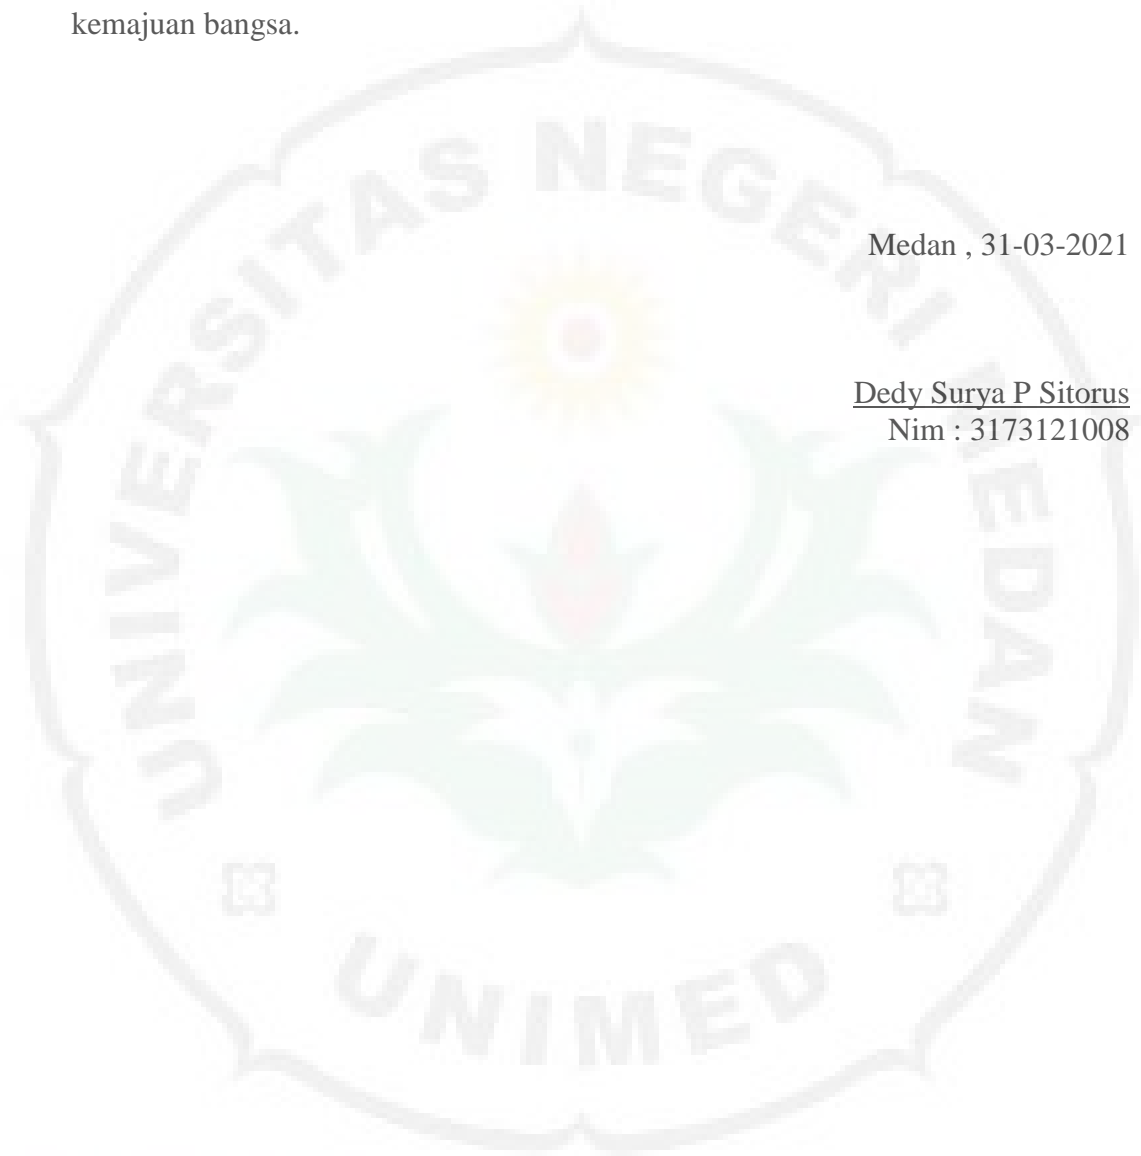 kemajuan bangsa.
UNIVERSITAS NEGERI MEDAN
Medan , 31-03-2021
Dedy Surya P Sitorus
Nim : 3173121008
UNIMED